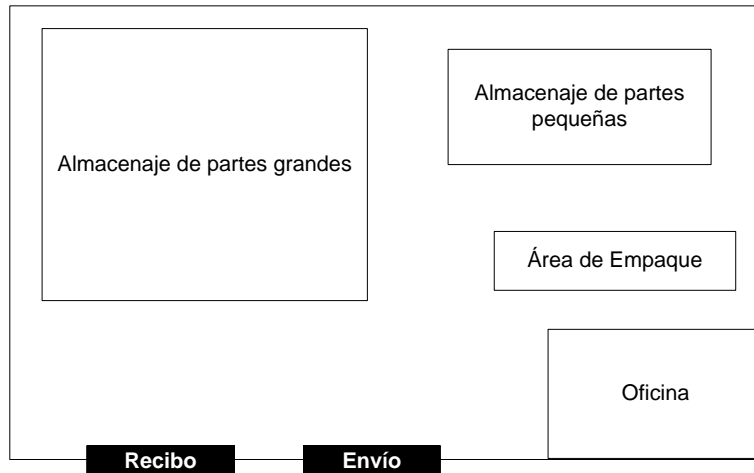 Almacenaje de partes grandes
Almacenaje de partes
pequeñas
Área de Empaque
Oficina
Recibo
Envío